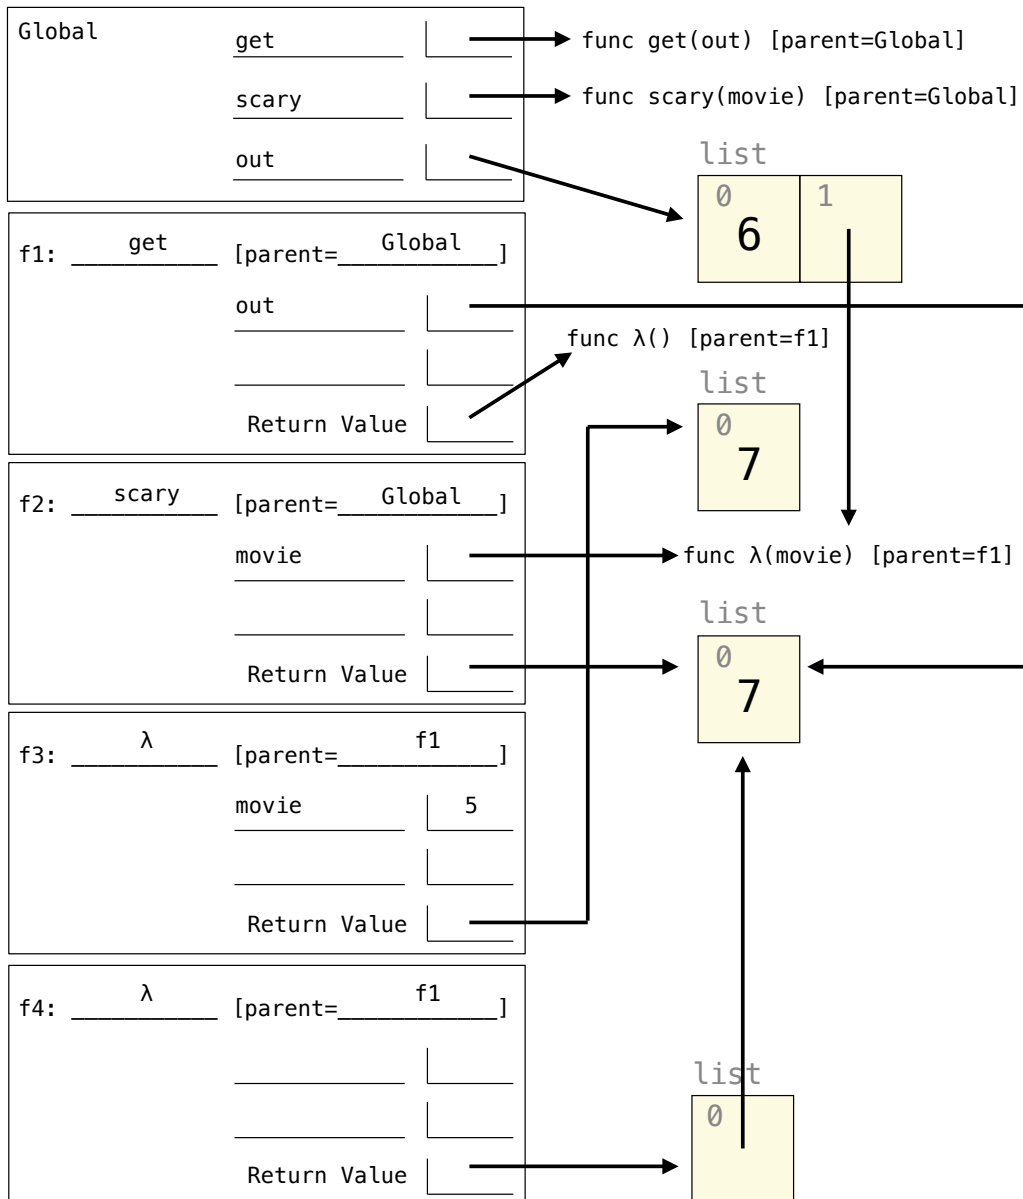 Global
get
func get(out) [parent=Global]
scary
func scary(movie) [parent=Global]
out
list
0 1
6
f1: get [parent=Global]
out
func λ() [parent=f1]
list
0
7
Return Value
f2: scary [parent=Global]
movie
func λ(movie) [parent=f1]
list
0
7
Return Value
f3: λ [parent=f1]
movie 5
Return Value
f4: λ [parent=f1]
list
0
Return Value